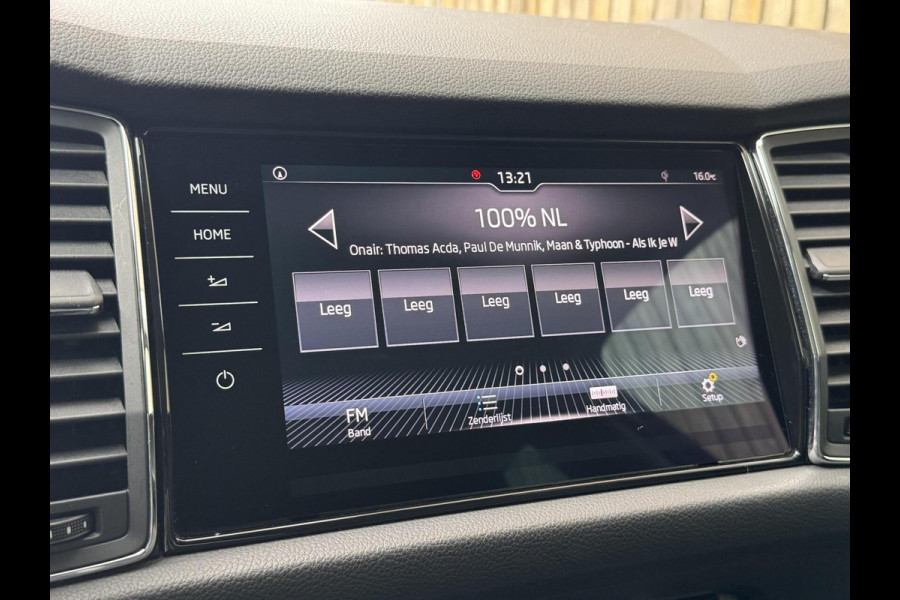 MENU
HOME
13:21
16.0°C
100% NL
Onair: Thomas Acda, Paul De Munnik, Maan & Typhoon - Als Ik Je W
Leeg Leeg Leeg Leeg Leeg Leeg
FM
Band
Zenderlijst
Handmatig
Setup